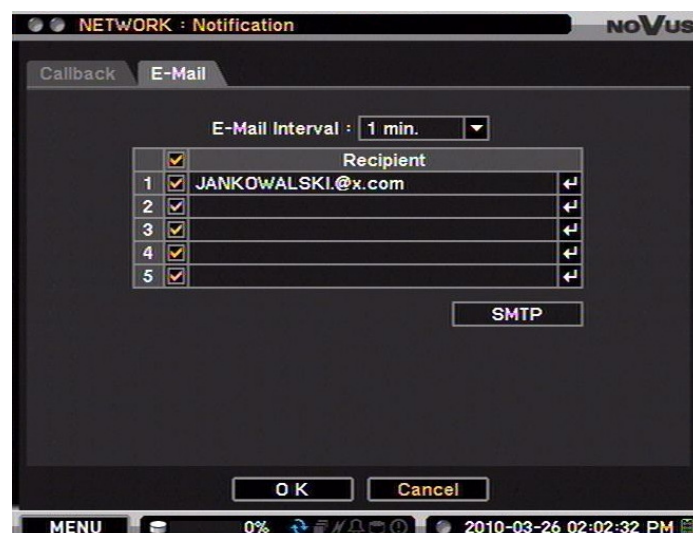 NETWORK : Notification
NOVUS
Callback E-Mail
E-Mail Interval : 1 min.
Recipient
1 JANKOWALSKI.@x.com
2
3
4
5
SMTP
O K Cancel
MENU 0% 2010-03-26 02:02:32 PM